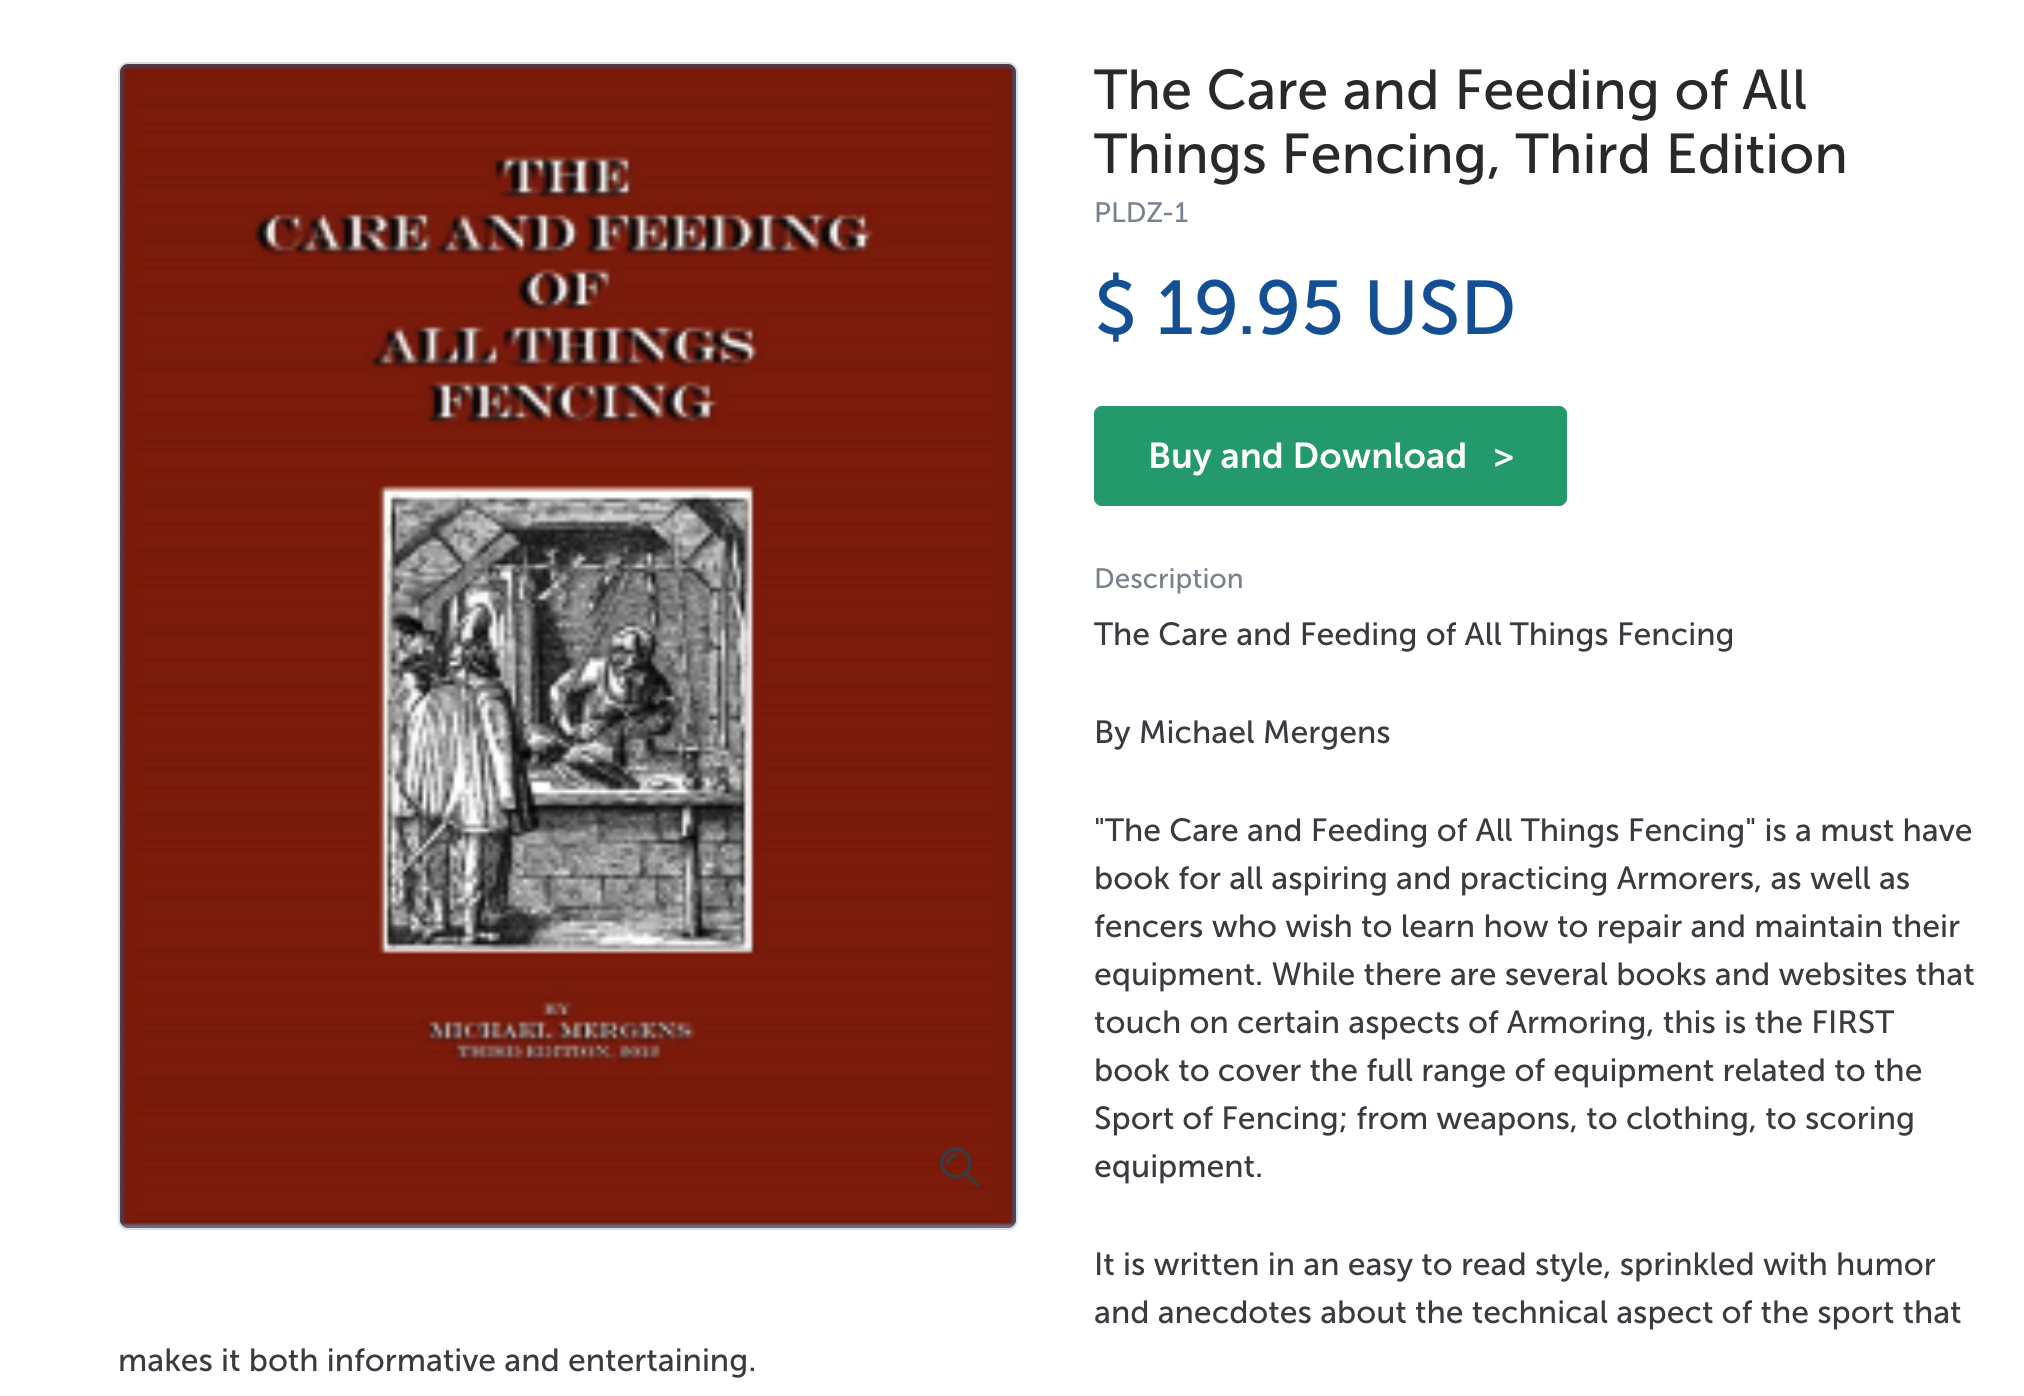 THE
CARE AND FEEDING
OF
ALL THINGS
FENCING
BY
MICHAEL MERGENS
THIRD EDITION,
The Care and Feeding of All
Things Fencing, Third Edition
PLDZ-1
$ 19.95 USD
Buy and Download >
Description
The Care and Feeding of All Things Fencing
By Michael Mergens
"The Care and Feeding of All Things Fencing" is a must have
book for all aspiring and practicing Armorers, as well as
fencers who wish to learn how to repair and maintain their
equipment. While there are several books and websites that
touch on certain aspects of Armoring, this is the FIRST
book to cover the full range of equipment related to the
Sport of Fencing; from weapons, to clothing, to scoring
equipment.
It is written in an easy to read style, sprinkled with humor
and anecdotes about the technical aspect of the sport that
makes it both informative and entertaining.